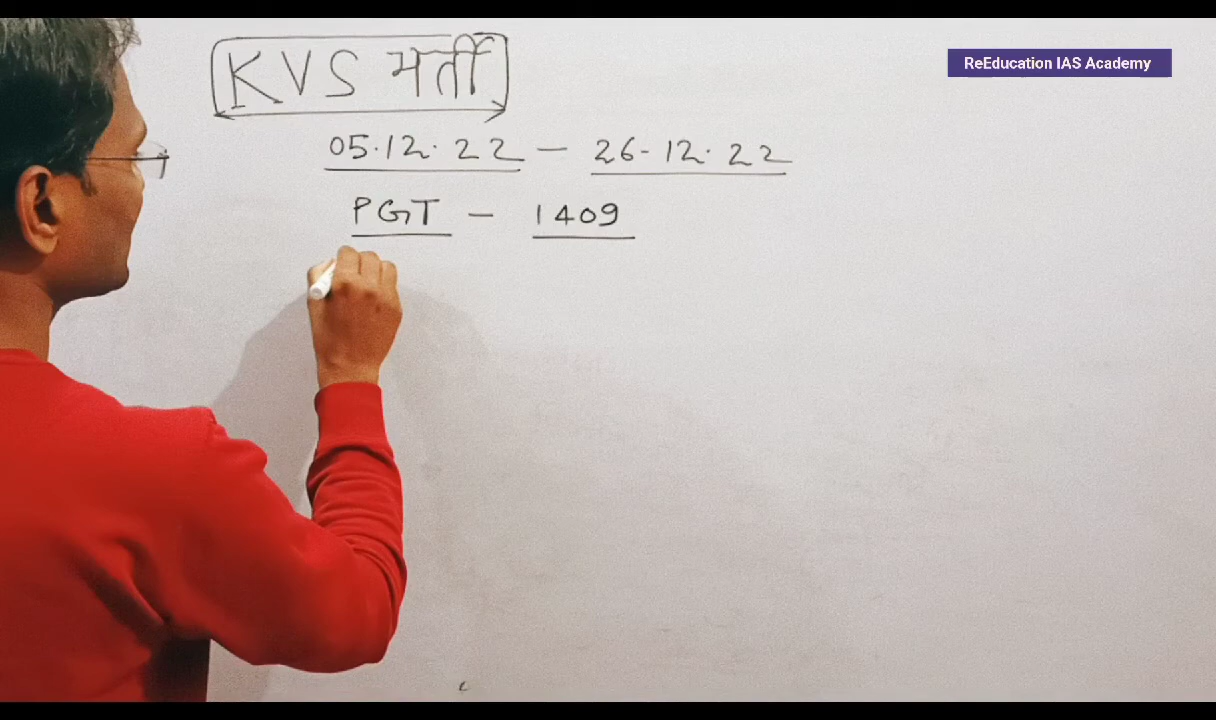 KVS भर्ती
ReEducation IAS Academy
05.12.22 - 26-12.22
PGT - 1409